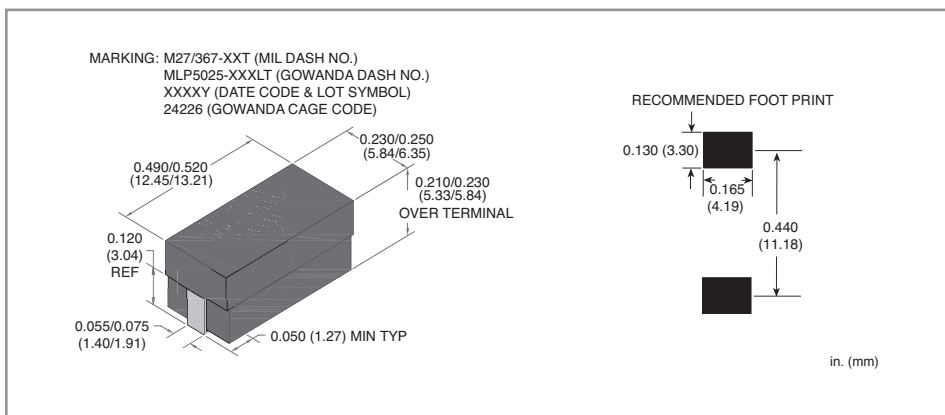 MARKING: M27/367-XXT (MIL DASH NO.)
MLP5025-XXXLT (GOWANDA DASH NO.)
XXXXY (DATE CODE & LOT SYMBOL)
24226 (GOWANDA CAGE CODE)
0.490/0.520
(12.45/13.21)
0.230/0.250
(5.84/6.35)
0.210/0.230
(5.33/5.84)
OVER TERMINAL
0.120
(3.04)
REF
0.055/0.075
(1.40/1.91)
0.050 (1.27) MIN TYP
RECOMMENDED FOOT PRINT
0.130 (3.30)
0.165
(4.19)
0.440
(11.18)
in. (mm)